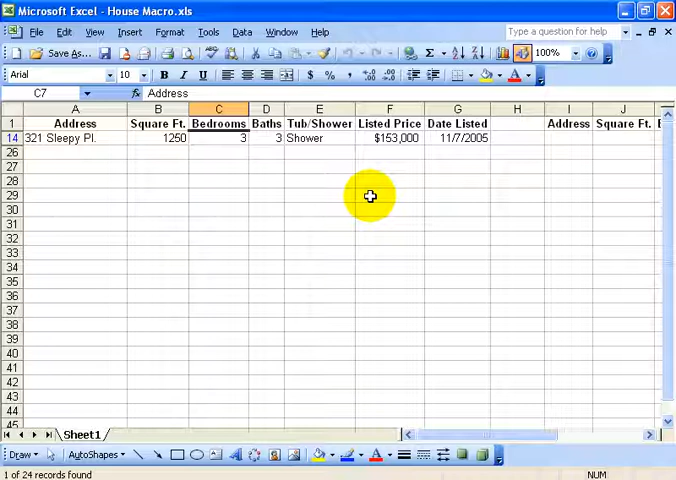 Microsoft Excel - House Macro.xls
File Edit View Insert Format Tools Data Window Help Type a question for help
Save As... Σ 100%
Arial 10 B I U $ % ,
C7 fx Address
A B C D E F G H I J
1 Address Square Ft. Bedrooms Baths Tub/Shower Listed Price Date Listed Address Square Ft.
14 321 Sleepy Pl. 1250 3 3 Shower $153,000 11/7/2005
26
27
28
29
30
31
32
33
34
35
36
37
38
39
40
41
42
43
44
45
Sheet1
Draw AutoShapes A A
1 of 24 records found NUM